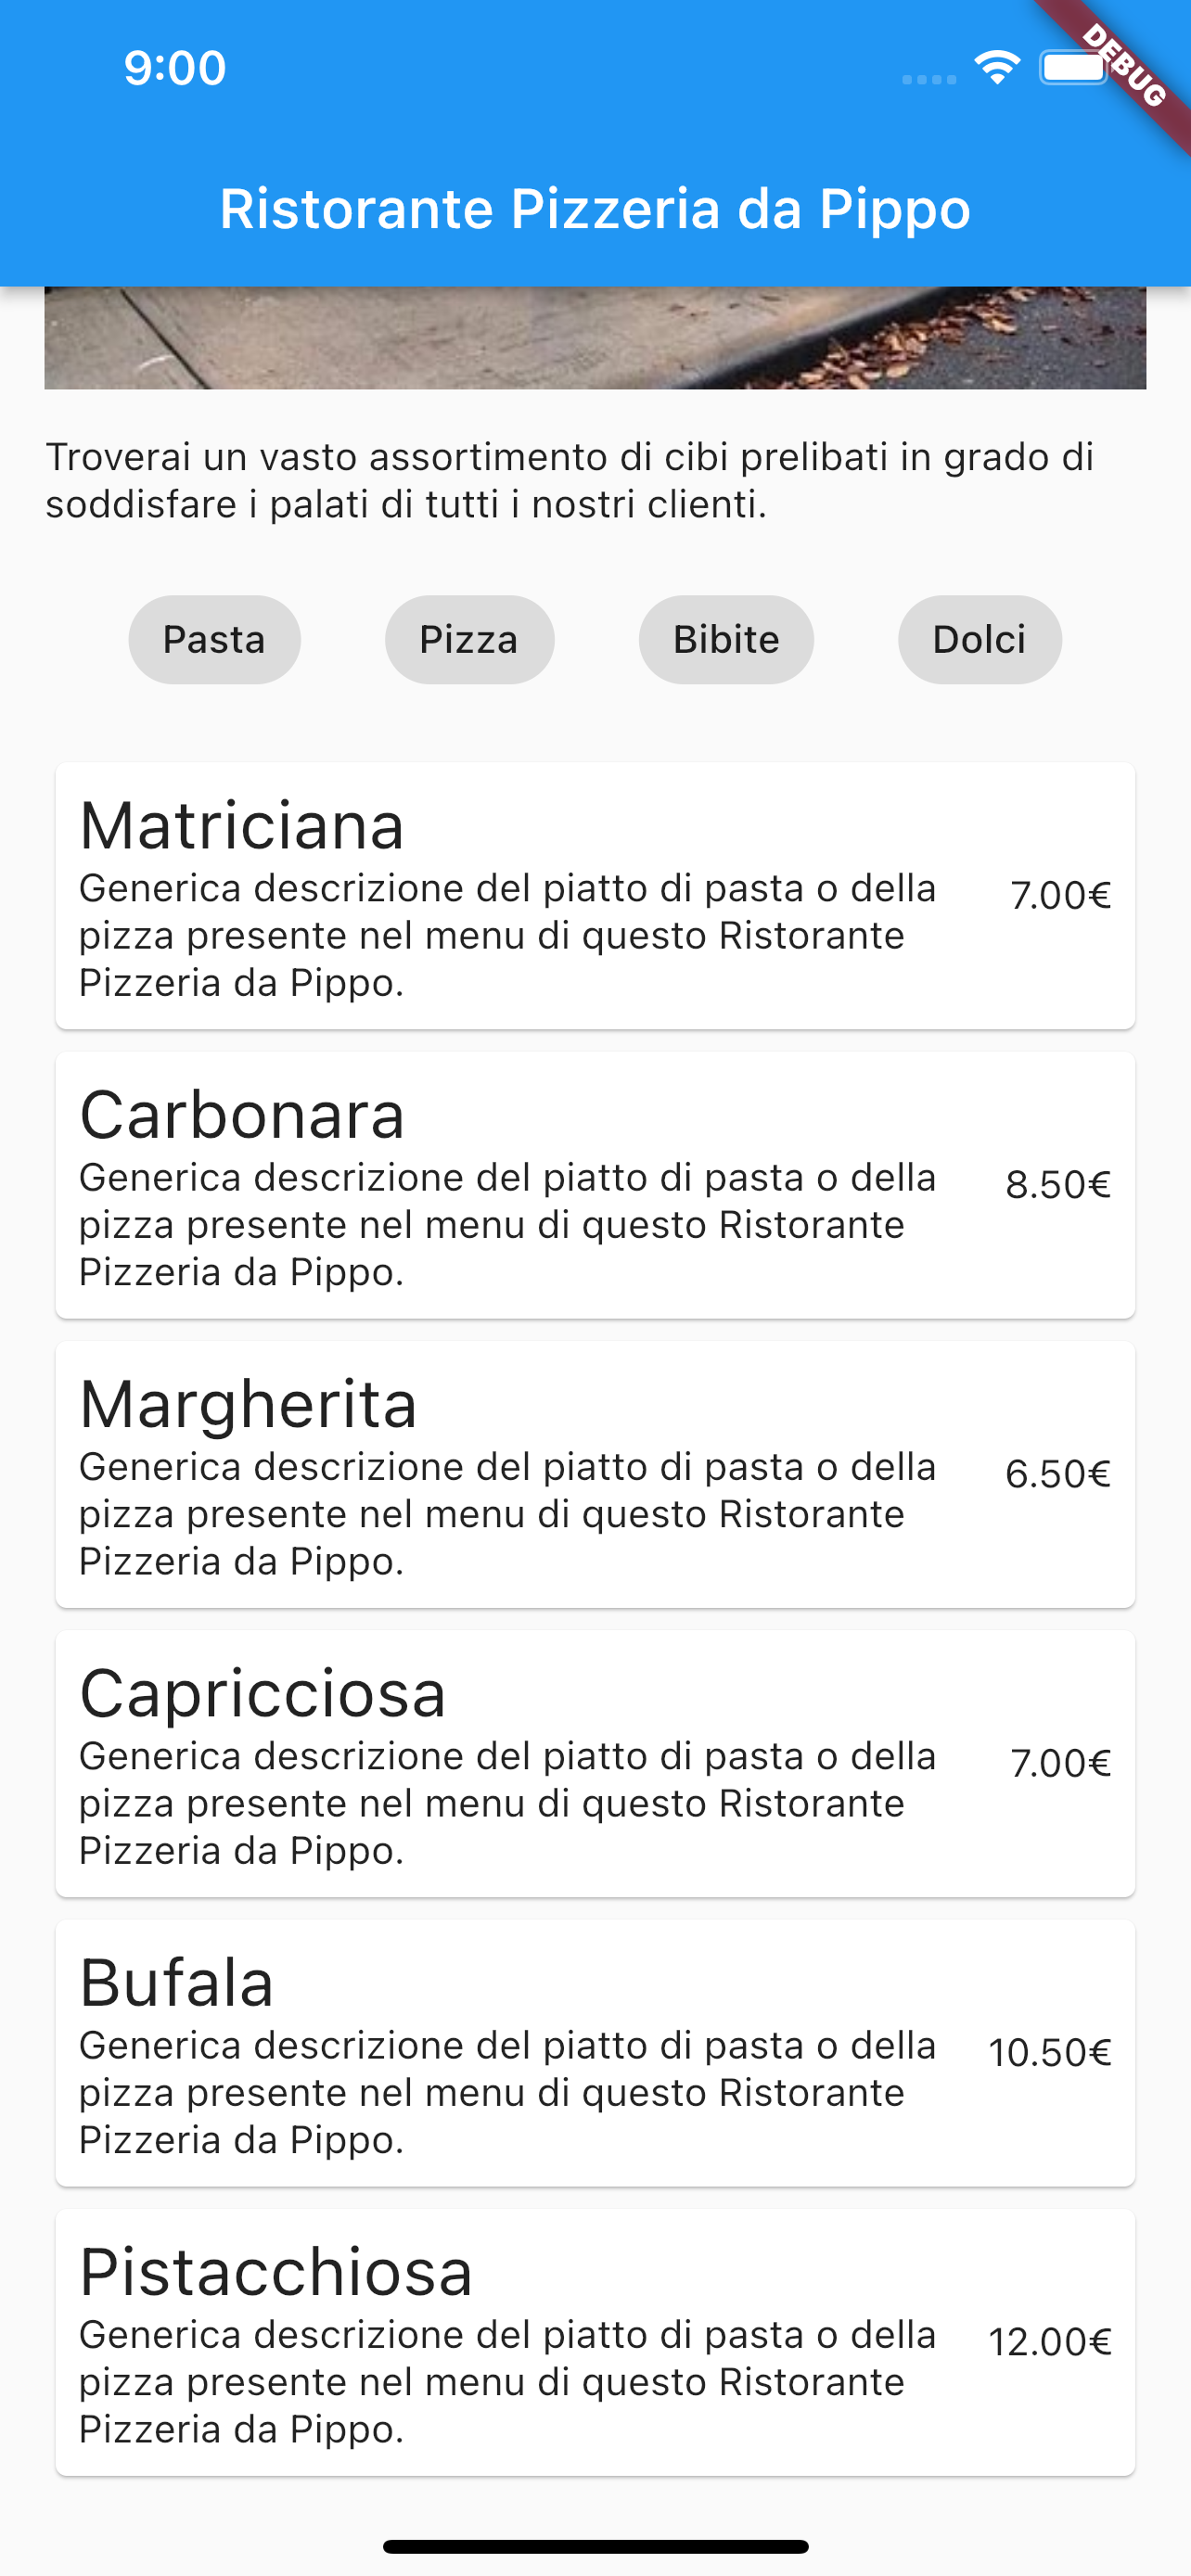 9:00
DEBUG
Ristorante Pizzeria da Pippo
Troverai un vasto assortimento di cibi prelibati in grado di
soddisfare i palati di tutti i nostri clienti.
Pasta Pizza Bibite Dolci
Matriciana
Generica descrizione del piatto di pasta o della
pizza presente nel menu di questo Ristorante
Pizzeria da Pippo.
7.00€
Carbonara
Generica descrizione del piatto di pasta o della
pizza presente nel menu di questo Ristorante
Pizzeria da Pippo.
8.50€
Margherita
Generica descrizione del piatto di pasta o della
pizza presente nel menu di questo Ristorante
Pizzeria da Pippo.
6.50€
Capricciosa
Generica descrizione del piatto di pasta o della
pizza presente nel menu di questo Ristorante
Pizzeria da Pippo.
7.00€
Bufala
Generica descrizione del piatto di pasta o della
pizza presente nel menu di questo Ristorante
Pizzeria da Pippo.
10.50€
Pistacchiosa
Generica descrizione del piatto di pasta o della
pizza presente nel menu di questo Ristorante
Pizzeria da Pippo.
12.00€